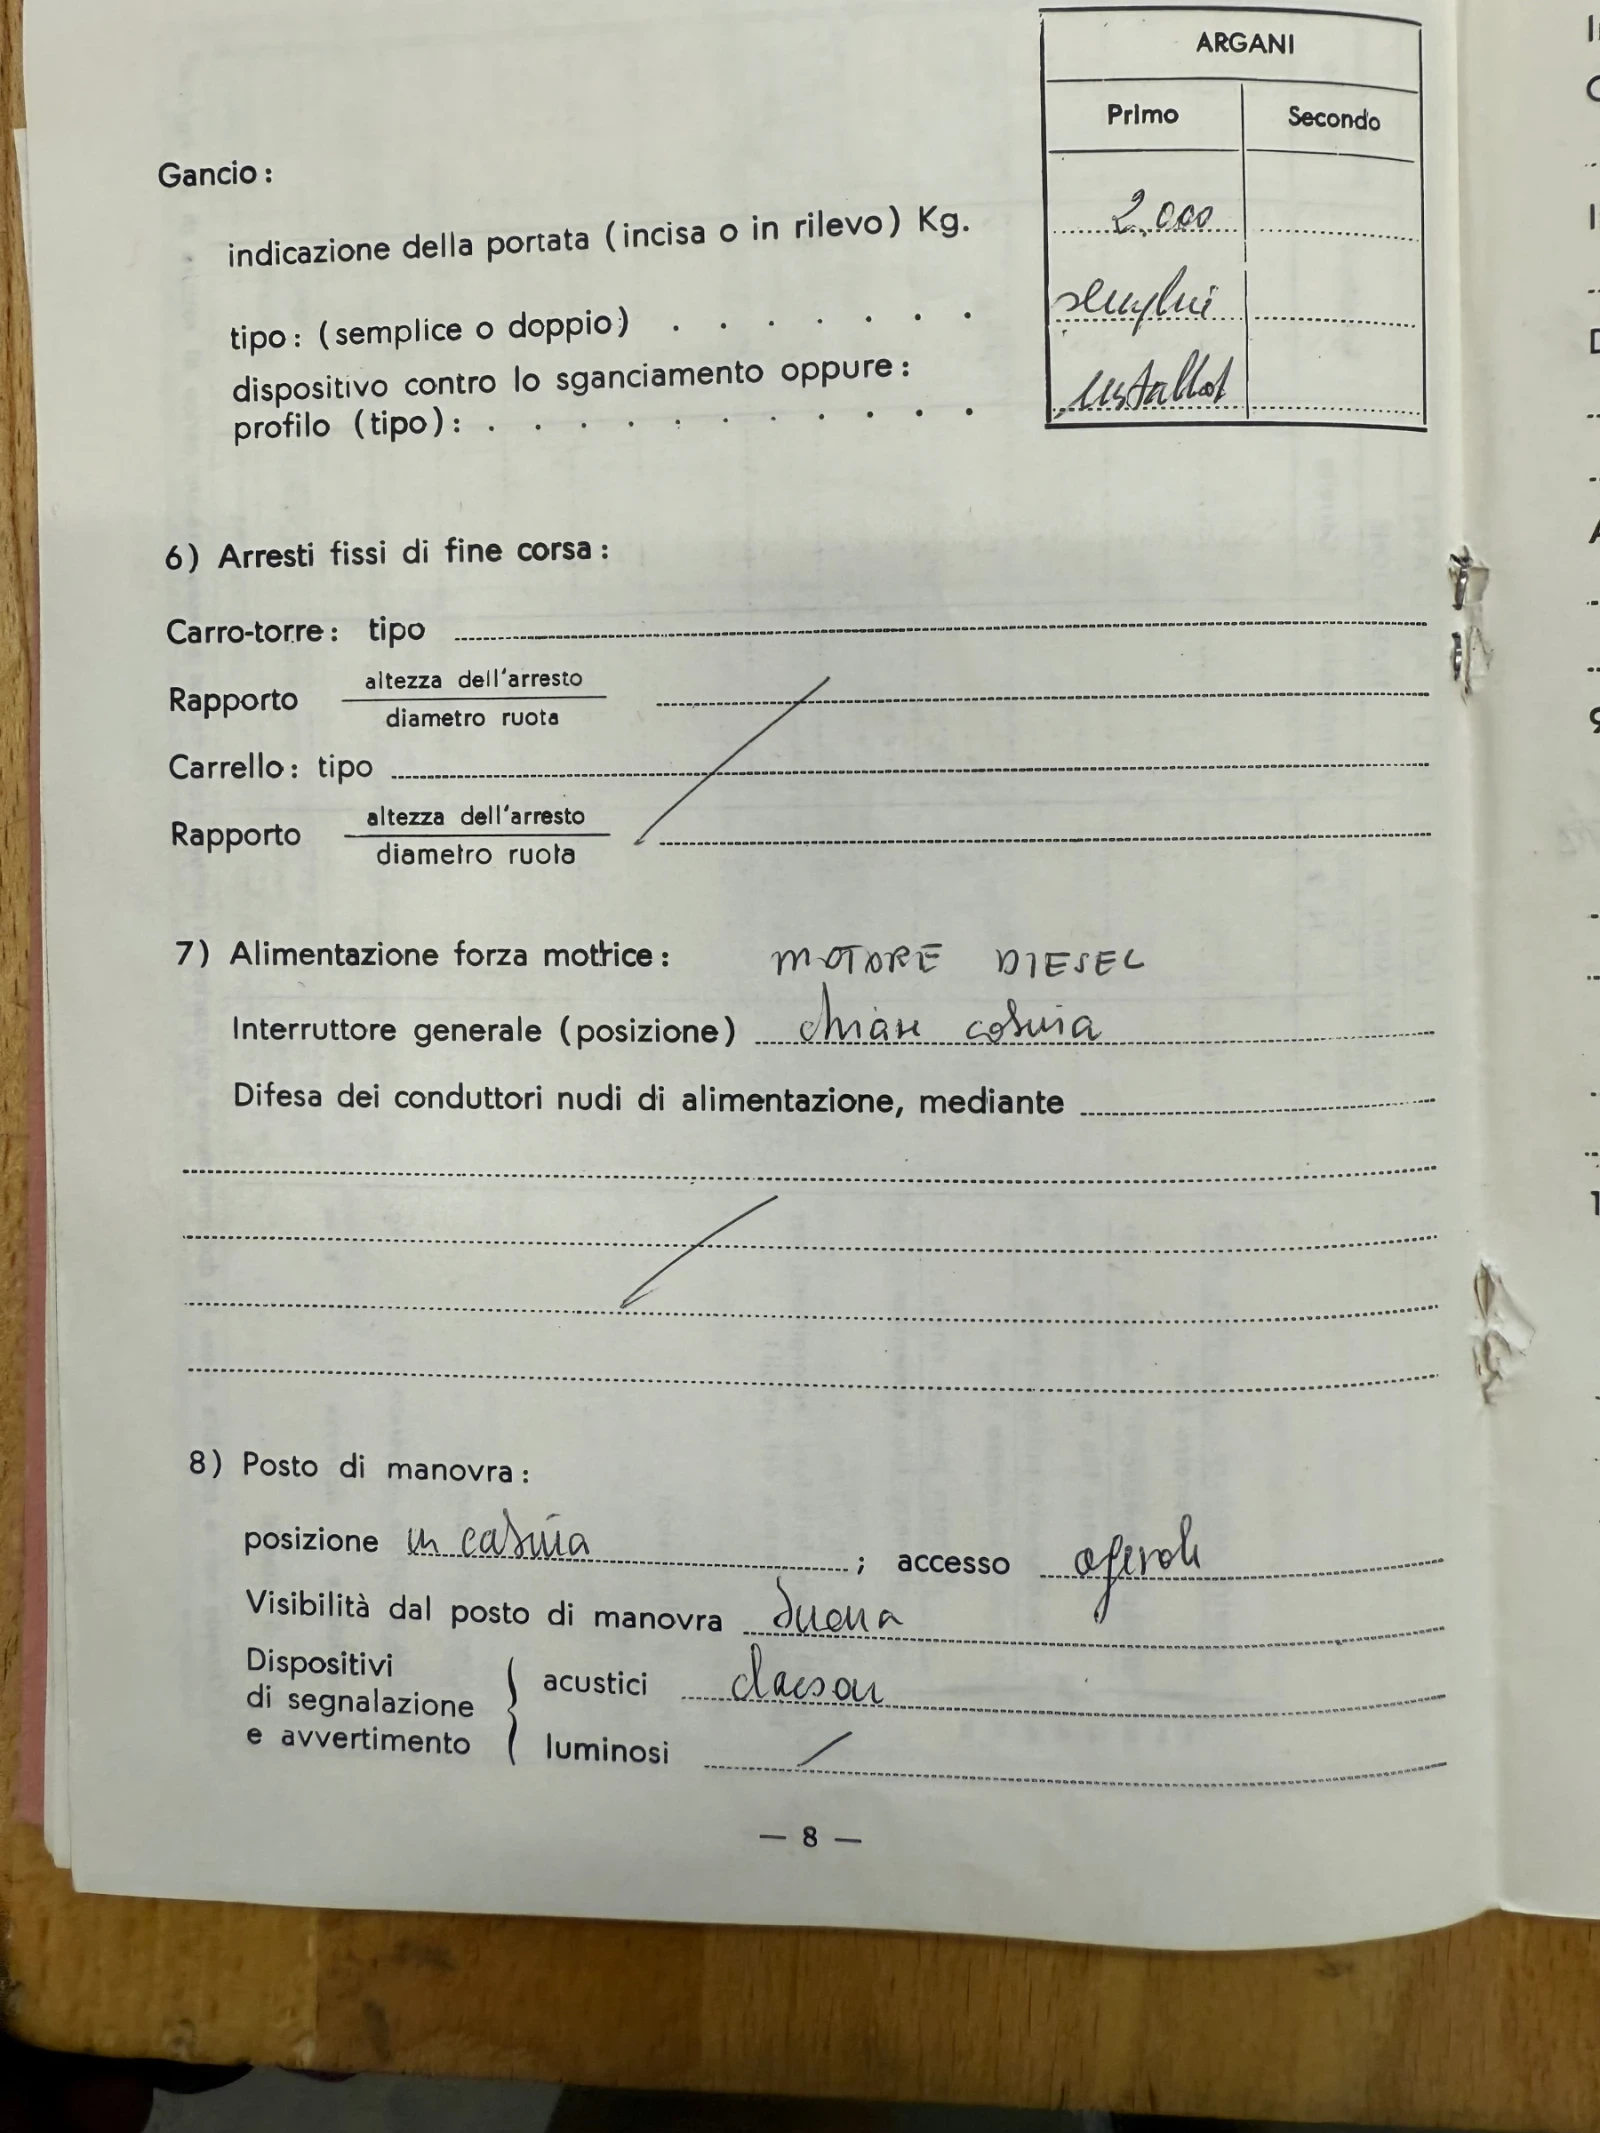 ARGANI
Primo Secondo
Gancio:
indicazione della portata (incisa o in rilevo) Kg. 2.000
tipo: (semplice o doppio) . . . . . . . semplice
dispositivo contro lo sganciamento oppure:
profilo (tipo): . . . . . . . . . . . installat
6) Arresti fissi di fine corsa:
Carro-torre: tipo
Rapporto altezza dell'arresto
diametro ruota
Carrello: tipo
Rapporto altezza dell'arresto
diametro ruota
7) Alimentazione forza motrice: MOTORE DIESEL
Interruttore generale (posizione) chiave cabina
Difesa dei conduttori nudi di alimentazione, mediante
8) Posto di manovra:
posizione in cabina ; accesso agevole
Visibilità dal posto di manovra buona
Dispositivi
di segnalazione
e avvertimento
acustici clacson
luminosi /
— 8 —